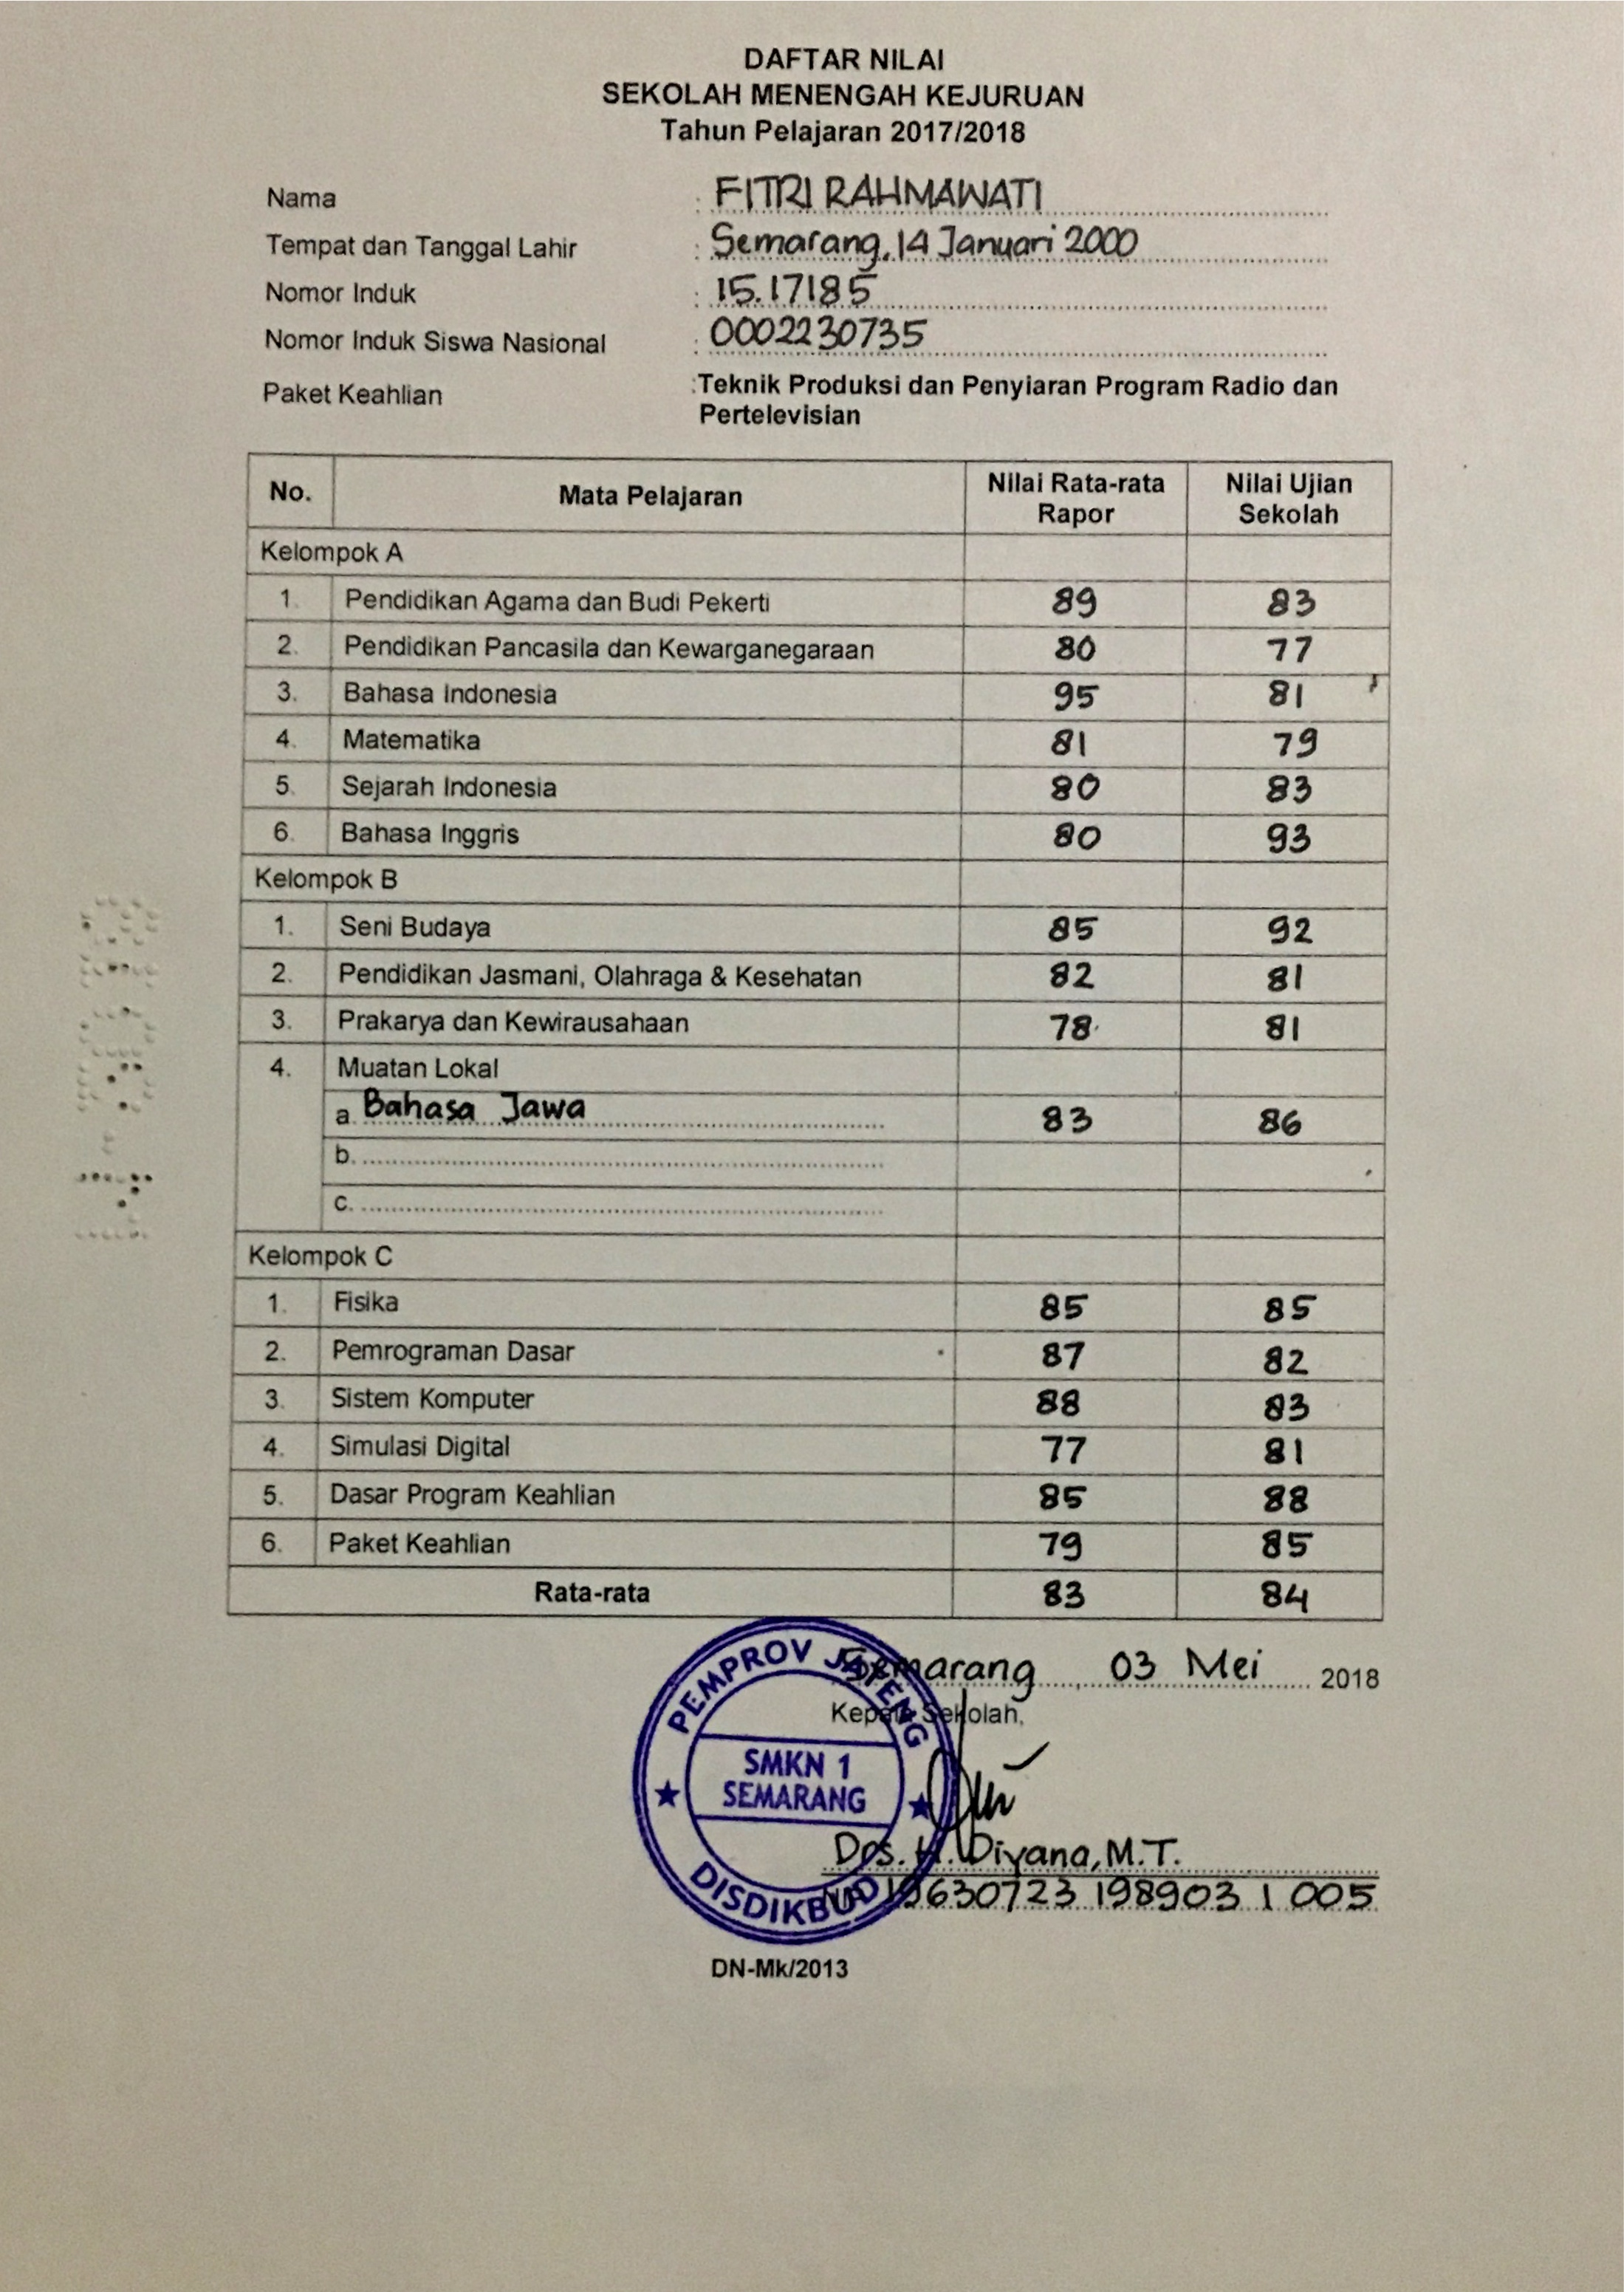 DAFTAR NILAI
SEKOLAH MENENGAH KEJURUAN
Tahun Pelajaran 2017/2018
Nama : FITRI RAHMAWATI
Tempat dan Tanggal Lahir : Semarang, 14 Januari 2000
Nomor Induk : 15.17185
Nomor Induk Siswa Nasional : 0002230735
Paket Keahlian :Teknik Produksi dan Penyiaran Program Radio dan
Pertelevisian
No. Mata Pelajaran Nilai Rata-rata Rapor Nilai Ujian Sekolah
Kelompok A
1. Pendidikan Agama dan Budi Pekerti 89 83
2. Pendidikan Pancasila dan Kewarganegaraan 80 77
3. Bahasa Indonesia 95 81
4. Matematika 81 79
5. Sejarah Indonesia 80 83
6. Bahasa Inggris 80 93
Kelompok B
1. Seni Budaya 85 92
2. Pendidikan Jasmani, Olahraga & Kesehatan 82 81
3. Prakarya dan Kewirausahaan 78 81
4. Muatan Lokal
a. Bahasa Jawa 83 86
b.
c.
Kelompok C
1. Fisika 85 85
2. Pemrograman Dasar 87 82
3. Sistem Komputer 88 83
4. Simulasi Digital 77 81
5. Dasar Program Keahlian 85 88
6. Paket Keahlian 79 85
Rata-rata 83 84
Semarang, 03 Mei 2018
Kepala Sekolah,
PEMPROV JATENG
SMKN 1
SEMARANG
DISDIKBUD
Drs. H. Diyana, M.T.
19630723 198903 1 005
DN-Mk/2013